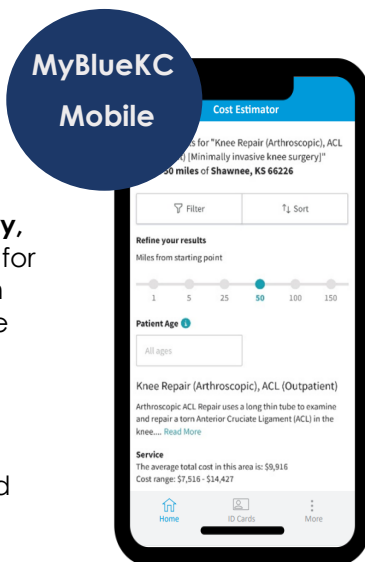 MyBlueKC
Mobile
Cost Estimator
for "Knee Repair (Arthroscopic), ACL
[Minimally invasive knee surgery]"
50 miles of Shawnee, KS 66226
Filter
↑↓ Sort
y,
for
Refine your results
Miles from starting point
1 5 25 50 100 150
e
Patient Age
All ages
Knee Repair (Arthroscopic), ACL (Outpatient)
Arthroscopic ACL Repair uses a long thin tube to examine
and repair a torn Anterior Cruciate Ligament (ACL) in the
knee.... Read More
d
Service
The average total cost in this area is: $9,916
Cost range: $7,516 - $14,427
Home
ID Cards
More